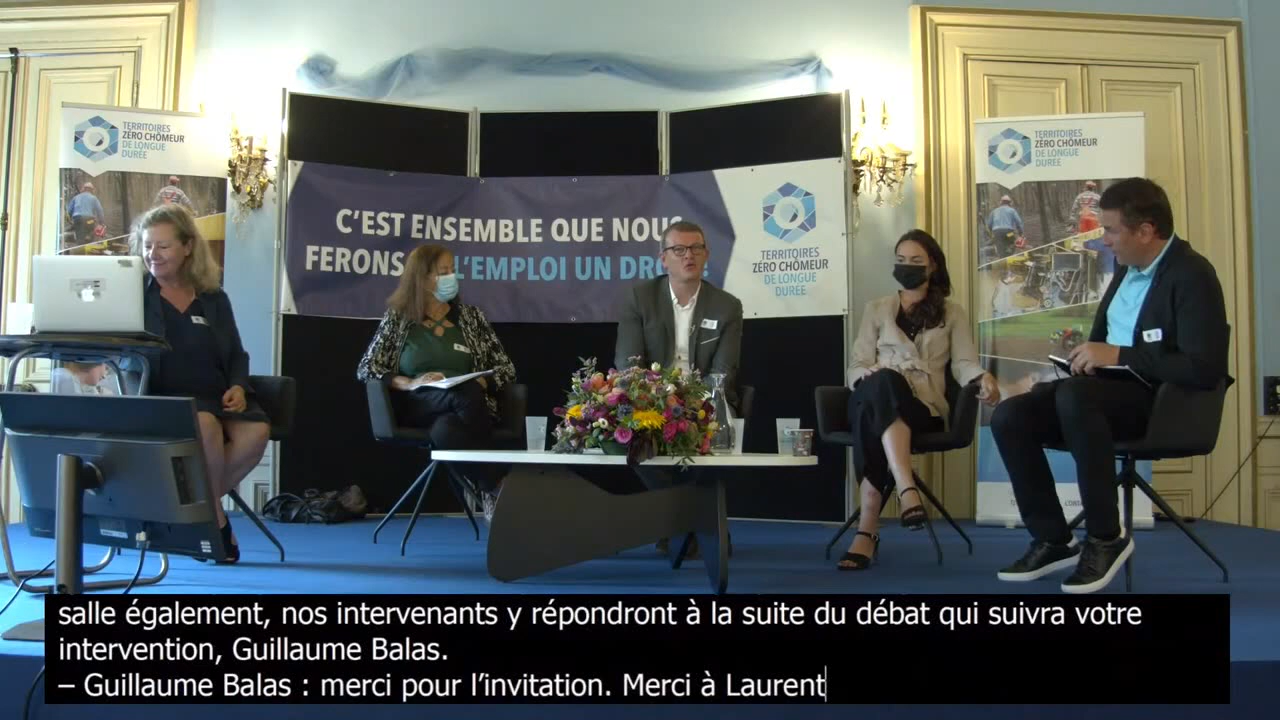 TERRITOIRES
ZÉRO CHÔMEUR
DE LONGUE
DURÉE
C'EST ENSEMBLE QUE NOUS
FERONS L'EMPLOI UN
TERRITOIRES
ZÉRO CHÔMEUR
DE LONGUE
DURÉE
TERRITOIRES
ZÉRO CHÔMEUR
DE LONGUE
DURÉE
salle également, nos intervenants y répondront à la suite du débat qui suivra votre
intervention, Guillaume Balas.
– Guillaume Balas : merci pour l'invitation. Merci à Laurent